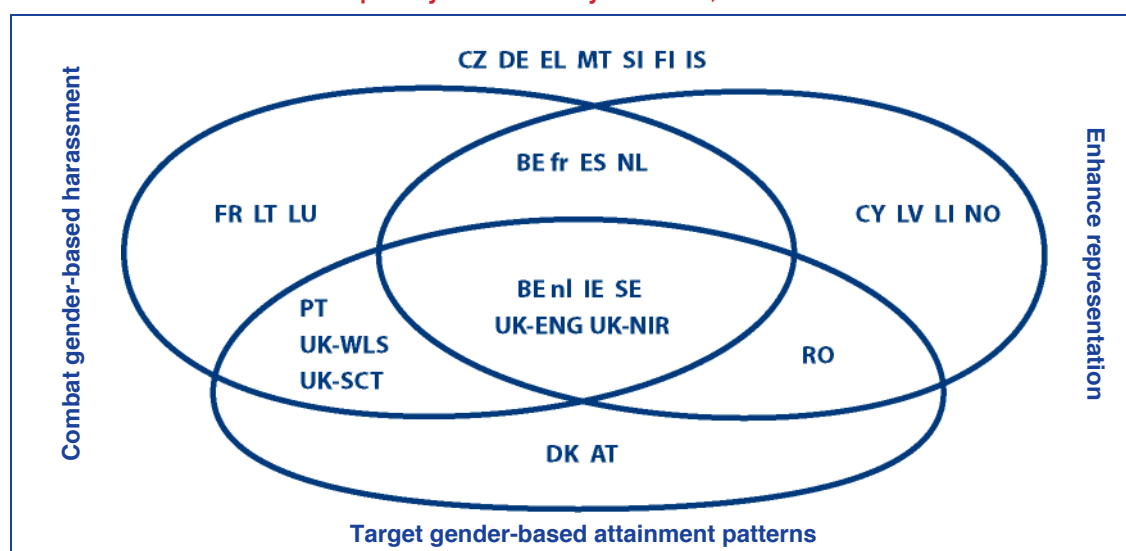 CZ DE EL MT SI FI IS
Combat gender-based harassment
Enhance representation
BE fr ES NL
FR LT LU
CY LV LI NO
BE nl IE SE
UK-ENG UK-NIR
PT
UK-WLS
UK-SCT
RO
DK AT
Target gender-based attainment patterns